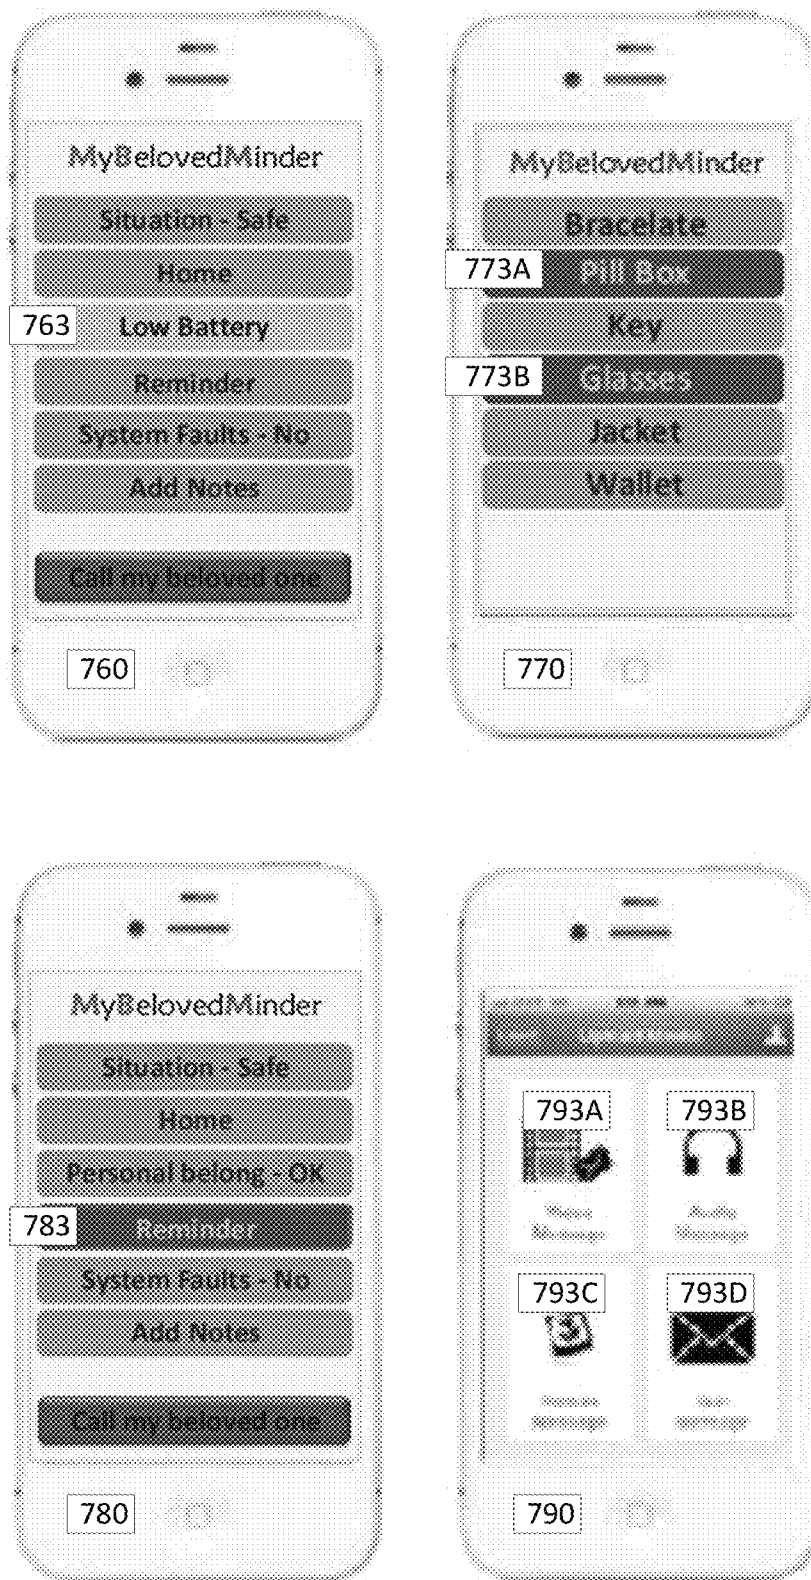 MyBelovedMinder
Situation - Safe
Home
763 Low Battery
Reminder
System Faults - No
Add Notes
Call my beloved one
760
MyBelovedMinder
Bracelate
773A Pill Box
Key
773B Glasses
Jacket
Wallet
770
MyBelovedMinder
Situation - Safe
Home
Personal belong - OK
783 Reminder
System Faults - No
Add Notes
Call my beloved one
780
793A
793B
Audio
Message
793C
793D
790